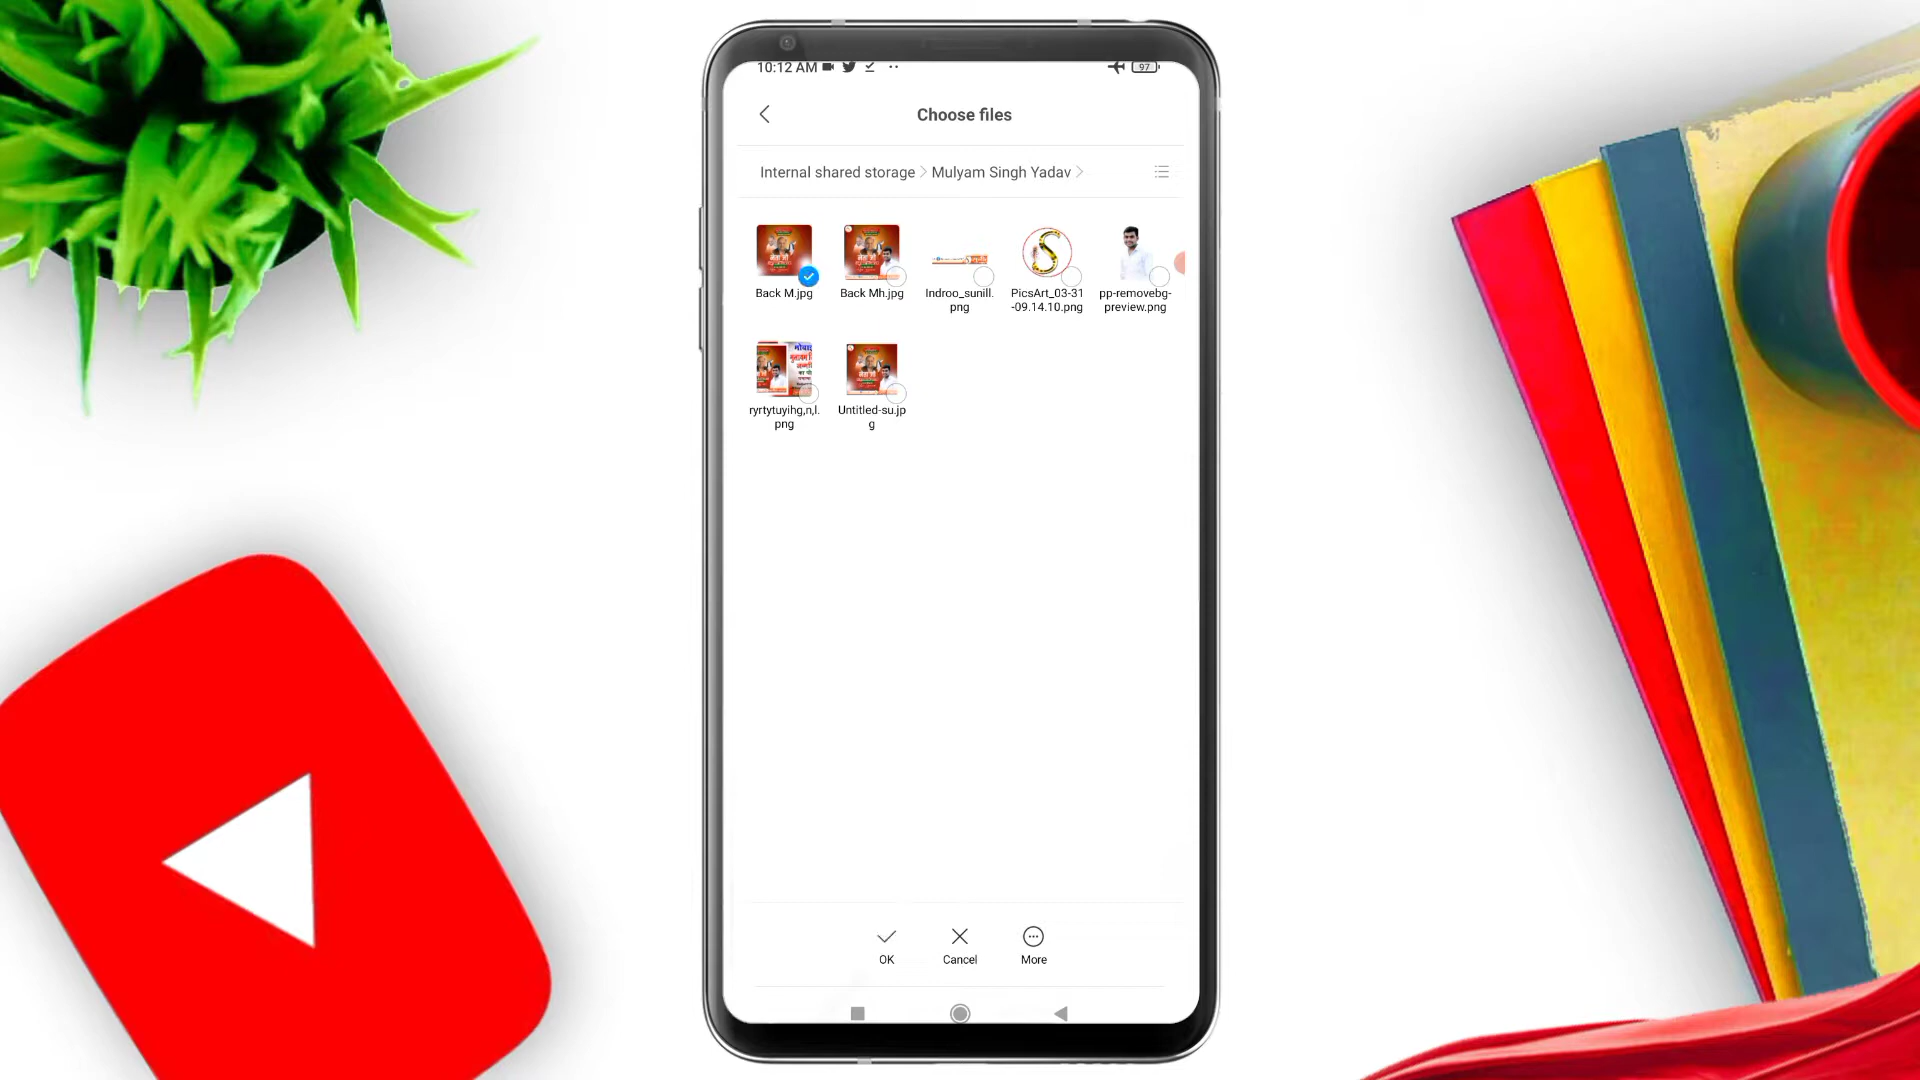 10:12 AM
97
Choose files
Internal shared storage
Mulyam Singh Yadav
Back M.jpg
Back Mh.jpg
Indroo_sunill.
png
PicsArt_03-31
-09.14.10.png
pp-removebg-
preview.png
ryrtytuyihg,n,l.
png
Untitled-su.jp
g
OK
Cancel
More